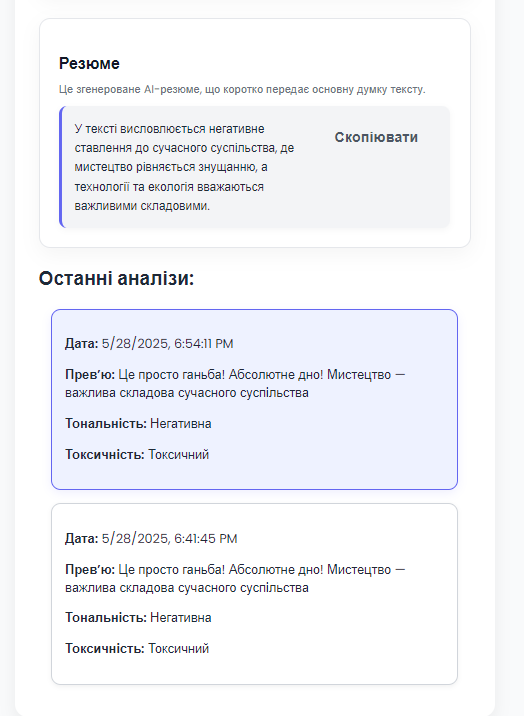 Резюме
Це згенероване AI-резюме, що коротко передає основну думку тексту.
У тексті висловлюється негативне
ставлення до сучасного суспільства, де
мистецтво рівняється знущанню, а
технології та екологія вважаються
важливими складовими.
Скопіювати
Останні аналізи:
Дата: 5/28/2025, 6:54:11 PM
Прев'ю: Це просто ганьба! Абсолютне дно! Мистецтво —
важлива складова сучасного суспільства
Тональність: Негативна
Токсичність: Токсичний
Дата: 5/28/2025, 6:41:45 PM
Прев'ю: Це просто ганьба! Абсолютне дно! Мистецтво —
важлива складова сучасного суспільства
Тональність: Негативна
Токсичність: Токсичний